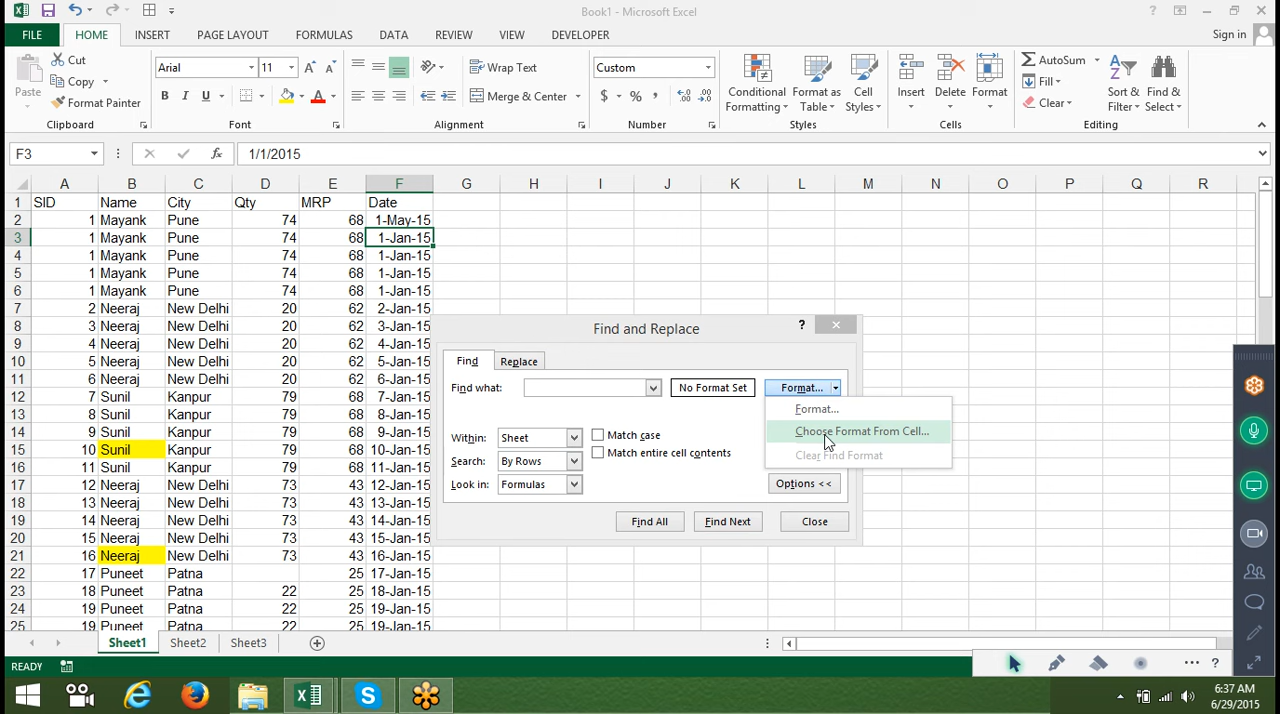 Book1 - Microsoft Excel
FILE HOME INSERT PAGE LAYOUT FORMULAS DATA REVIEW VIEW DEVELOPER Sign in
Paste Cut Copy Format Painter Clipboard
Arial 11 B I U A Font
Wrap Text Merge & Center Alignment
Custom $ % , Number
Conditional Formatting Format as Table Cell Styles Styles
Insert Delete Format Cells
AutoSum Fill Clear Sort & Filter Find & Select Editing
F3 fx 1/1/2015
A B C D E F G H I J K L M N O P Q R
1 SID Name City Qty MRP Date
2 1 Mayank Pune 74 68 1-May-15
3 1 Mayank Pune 74 68 1-Jan-15
4 1 Mayank Pune 74 68 1-Jan-15
5 1 Mayank Pune 74 68 1-Jan-15
6 1 Mayank Pune 74 68 1-Jan-15
7 2 Neeraj New Delhi 20 62 2-Jan-15
8 3 Neeraj New Delhi 20 62 3-Jan-15
9 4 Neeraj New Delhi 20 62 4-Jan-15
10 5 Neeraj New Delhi 20 62 5-Jan-15
11 6 Neeraj New Delhi 20 62 6-Jan-15
12 7 Sunil Kanpur 79 68 7-Jan-15
13 8 Sunil Kanpur 79 68 8-Jan-15
14 9 Sunil Kanpur 79 68 9-Jan-15
15 10 Sunil Kanpur 79 68 10-Jan-15
16 11 Sunil Kanpur 79 68 11-Jan-15
17 12 Neeraj New Delhi 73 43 12-Jan-15
18 13 Neeraj New Delhi 73 43 13-Jan-15
19 14 Neeraj New Delhi 73 43 14-Jan-15
20 15 Neeraj New Delhi 73 43 15-Jan-15
21 16 Neeraj New Delhi 73 43 16-Jan-15
22 17 Puneet Patna 25 17-Jan-15
23 18 Puneet Patna 22 25 18-Jan-15
24 19 Puneet Patna 22 25 19-Jan-15
25 19 Puneet Patna 22 25 19-Jan-15
Find and Replace ?
Find Replace
Find what: No Format Set Format...
Format...
Choose Format From Cell...
Clear Find Format
Within: Sheet Match case
Search: By Rows Match entire cell contents
Look in: Formulas Options <<
Find All Find Next Close
Sheet1 Sheet2 Sheet3
READY
... ?
6:37 AM
6/29/2015